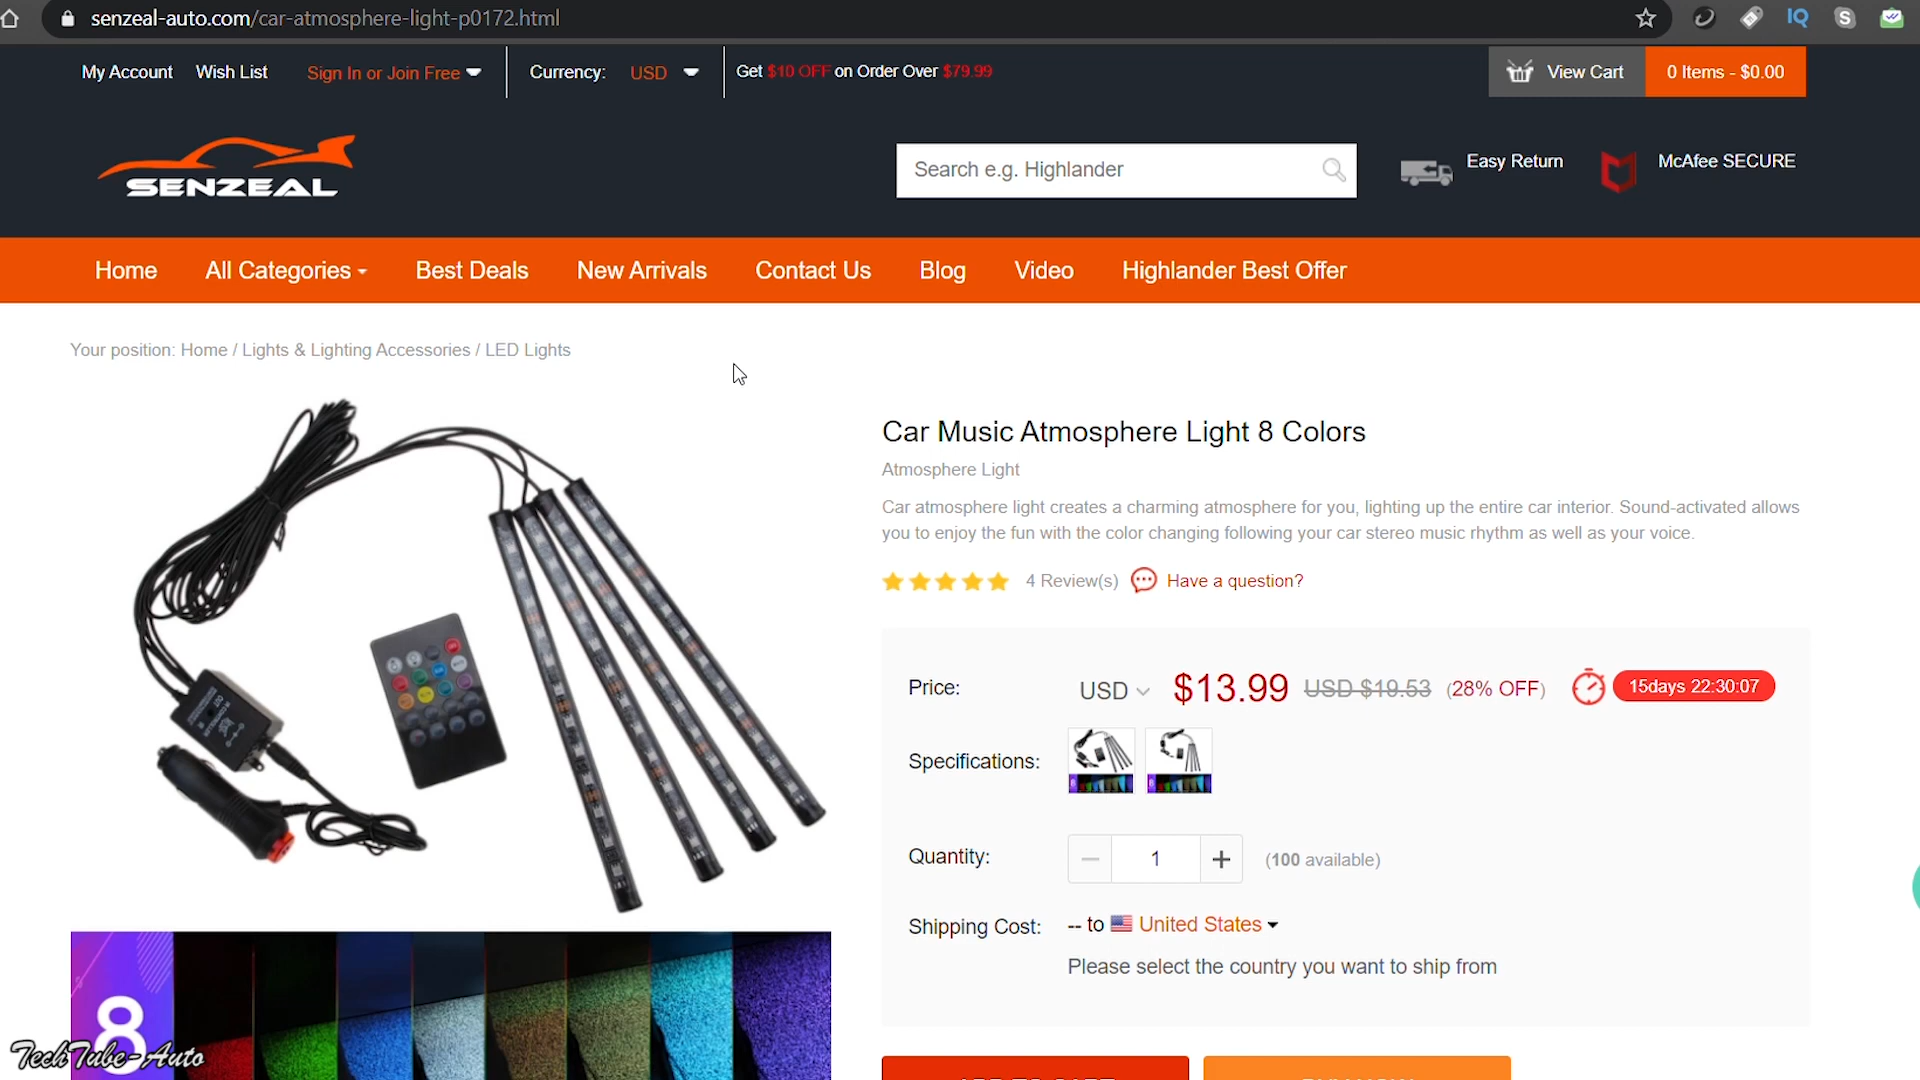 senzeal-auto.com/car-atmosphere-light-p0172.html
IQ
S
My Account Wish List Sign In or Join Free Currency: USD Get $10 OFF on Order Over $79.99 View Cart 0 Items - $0.00
SENZEAL
Search e.g. Highlander
Easy Return
McAfee SECURE
Home All Categories Best Deals New Arrivals Contact Us Blog Video Highlander Best Offer
Your position: Home / Lights & Lighting Accessories / LED Lights
Car Music Atmosphere Light 8 Colors
Atmosphere Light
Car atmosphere light creates a charming atmosphere for you, lighting up the entire car interior. Sound-activated allows
you to enjoy the fun with the color changing following your car stereo music rhythm as well as your voice.
4 Review(s) Have a question?
Price: USD $13.99 USD $19.53 (28% OFF) 15days 22:30:07
Specifications:
Quantity: 1 (100 available)
Shipping Cost: -- to United States
Please select the country you want to ship from
8
TechTube-Auto